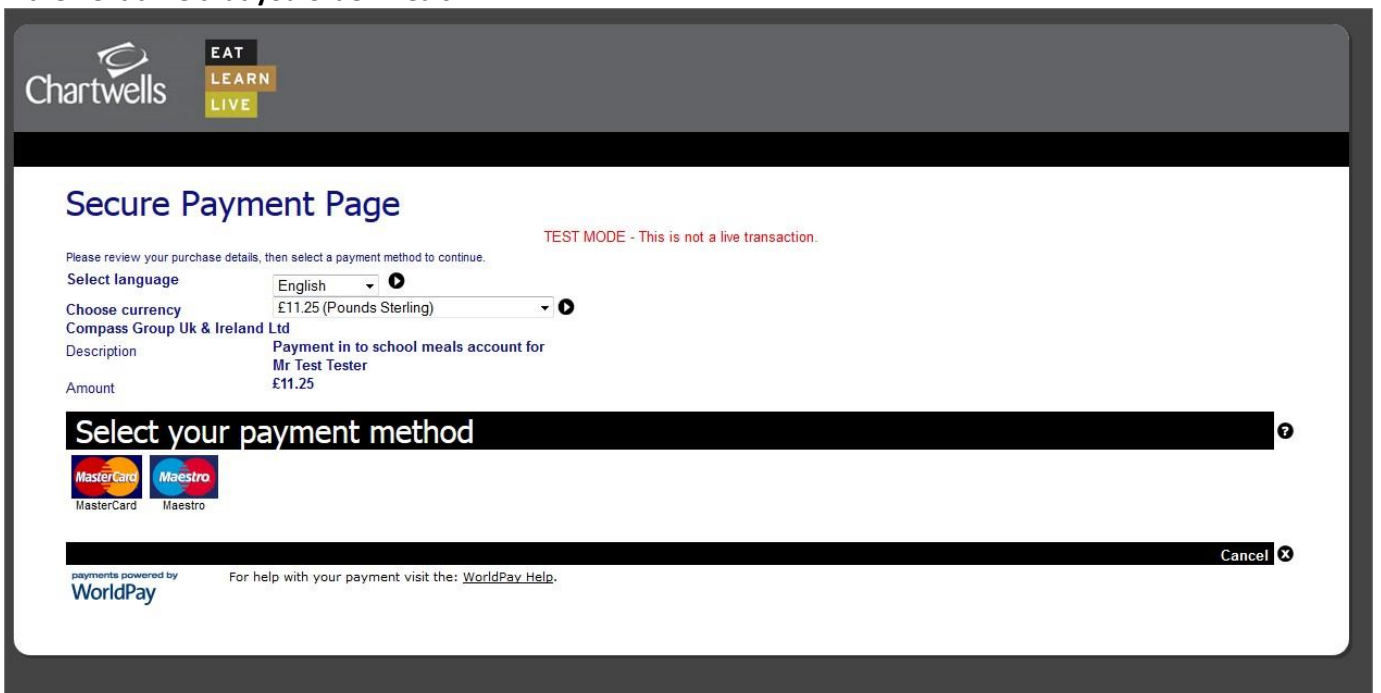 Chartwells
EAT
LEARN
LIVE
Secure Payment Page
TEST MODE - This is not a live transaction.
Please review your purchase details, then select a payment method to continue.
Select language English
Choose currency £11.25 (Pounds Sterling)
Compass Group Uk & Ireland Ltd
Description Payment in to school meals account for
Mr Test Tester
Amount £11.25
Select your payment method ?
MasterCard Maestro
MasterCard Maestro
Cancel X
payments powered by
WorldPay For help with your payment visit the: WorldPay Help.